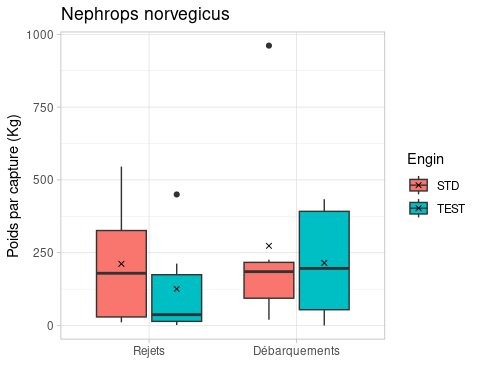 Nephrops norvegicus
Poids par capture (Kg)
1000
750
500
250
0
Rejets
Débarquements
Engin
STD
TEST